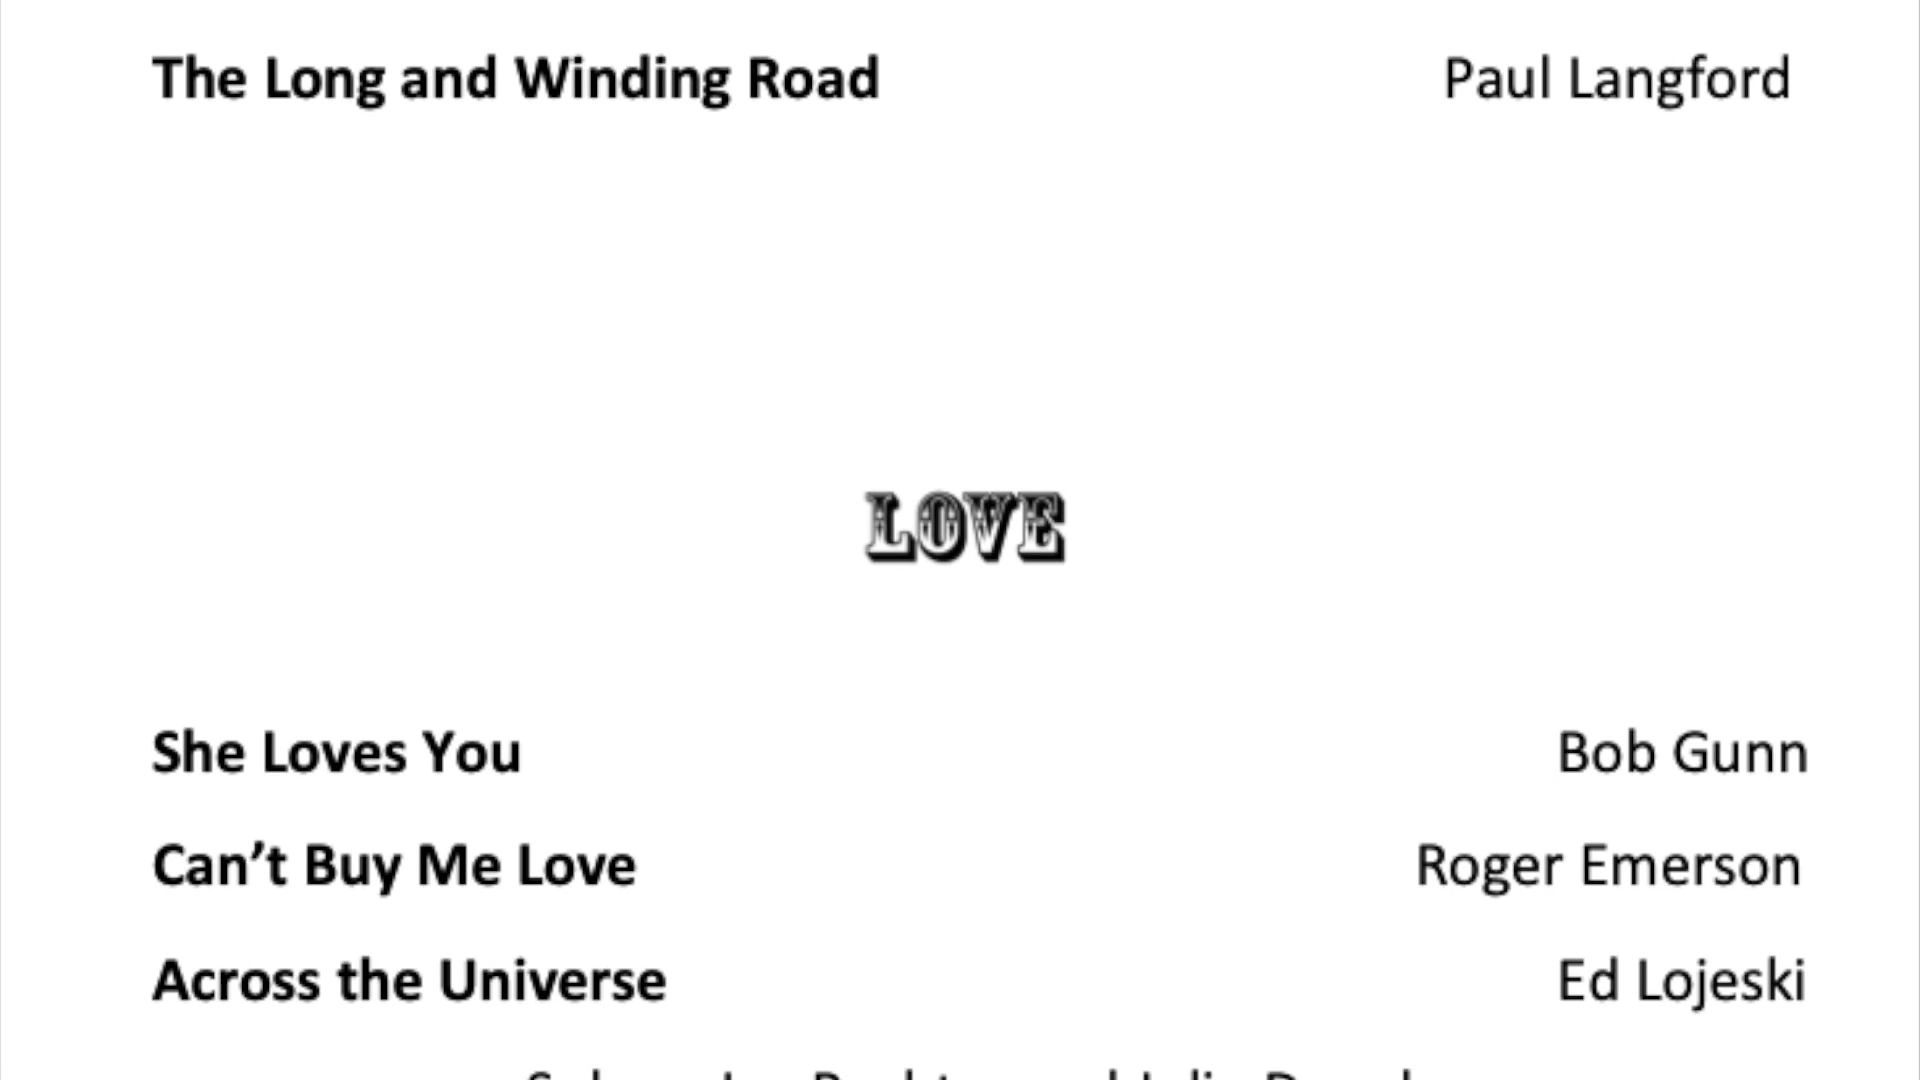 The Long and Winding Road Paul Langford
LOVE
She Loves You Bob Gunn
Can’t Buy Me Love Roger Emerson
Across the Universe Ed Lojeski